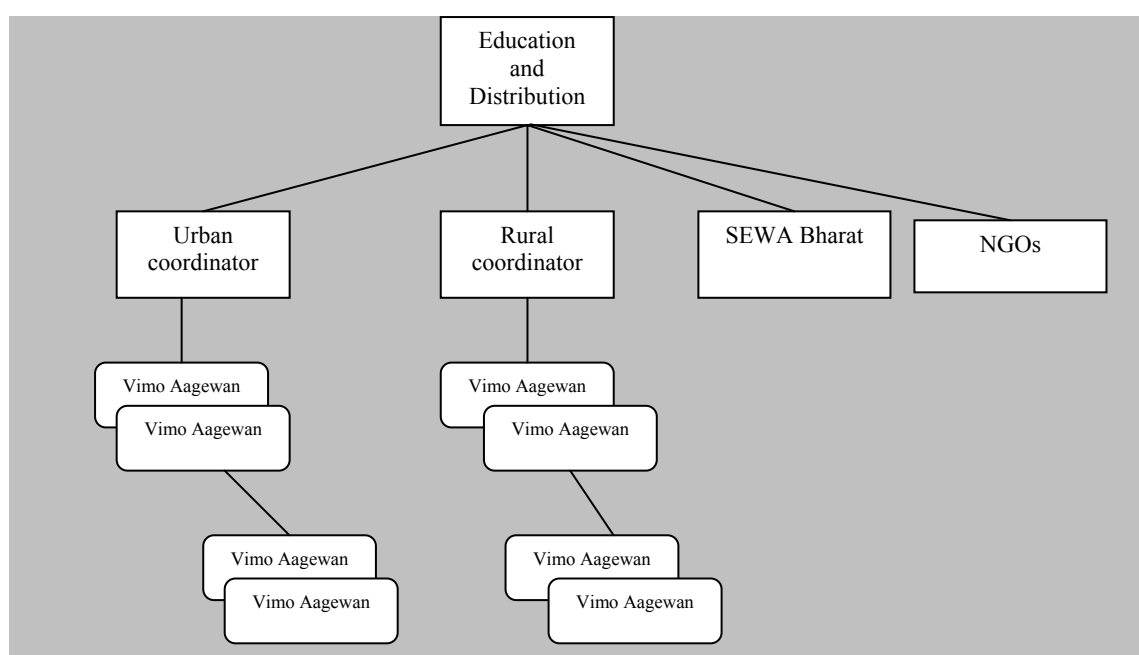 Education
and
Distribution
Urban
coordinator
Rural
coordinator
SEWA Bharat
NGOs
Vimo Aagewan
Vimo Aagewan
Vimo Aagewan
Vimo Aagewan
Vimo Aagewan
Vimo Aagewan
Vimo Aagewan
Vimo Aagewan